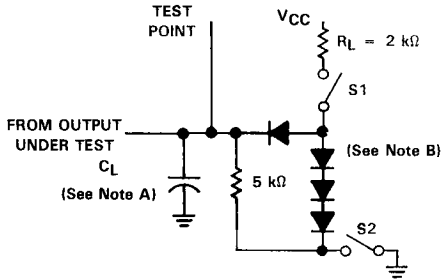 TEST
POINT
VCC
RL = 2 kΩ
S1
FROM OUTPUT
UNDER TEST
CL
(See Note A)
5 kΩ
(See Note B)
S2